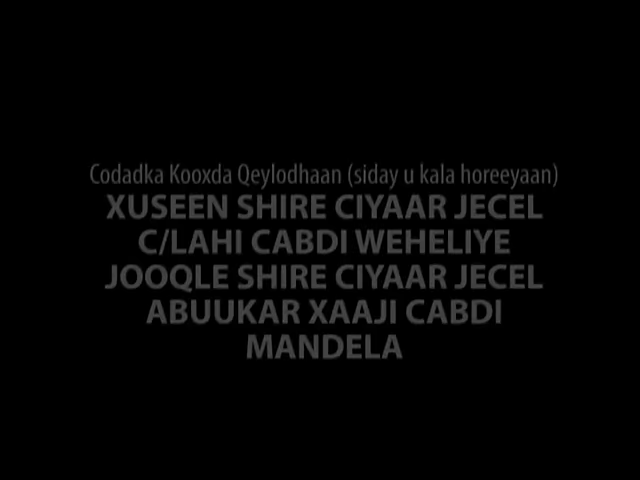 Codadka Kooxda Qeylodhaan (siday u kala horeeyaan)
XUSEEN SHIRE CIYAAR JECEL
C/LAHI CABDI WEHELIYE
JOOQLE SHIRE CIYAAR JECEL
ABUUKAR XAAJI CABDI
MANDELA